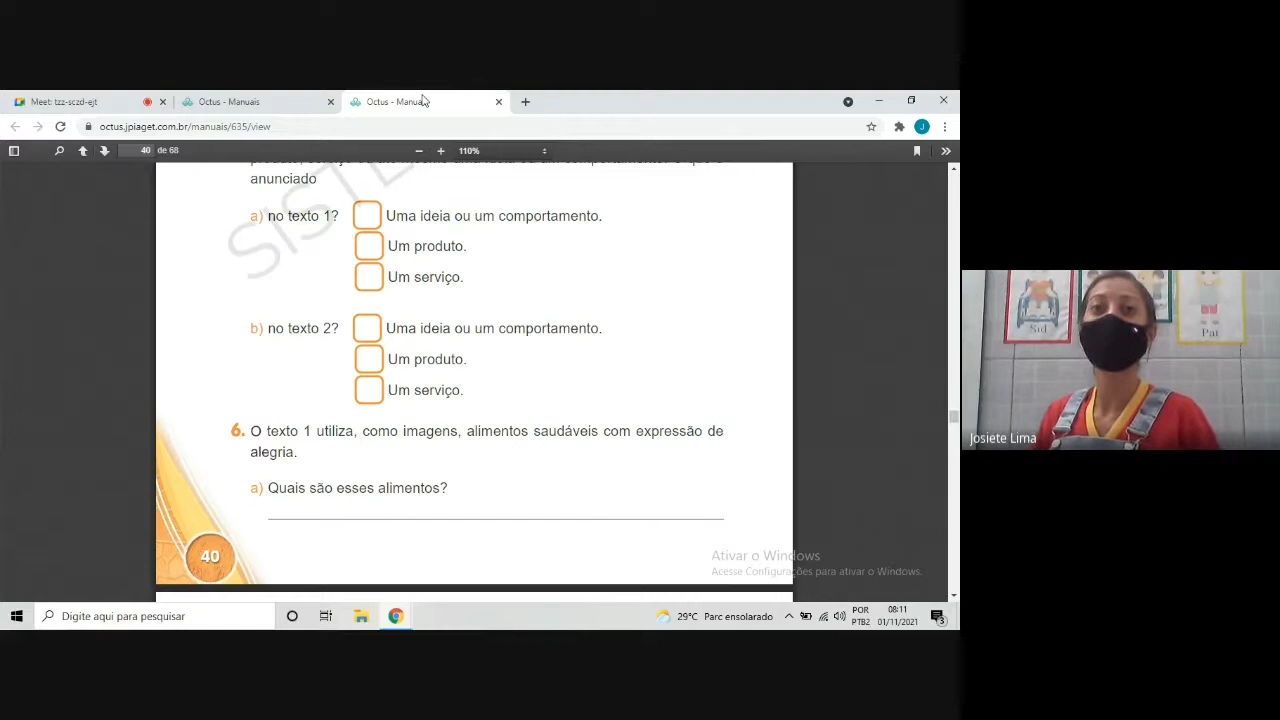 Meet: tzz-sczd-ejt
Octus - Manuais
Octus - Manuais
octus.jpiaget.com.br/manuais/635/view
40 de 68
110%
anunciado
a) no texto 1? Uma ideia ou um comportamento.
Um produto.
Um serviço.
b) no texto 2? Uma ideia ou um comportamento.
Um produto.
Um serviço.
6. O texto 1 utiliza, como imagens, alimentos saudáveis com expressão de
alegria.
a) Quais são esses alimentos?
40
Ativar o Windows
Acesse Configurações para ativar o Windows.
Digite aqui para pesquisar
29°C Parc ensolarado
POR
PTB2
08:11
01/11/2021
3
J
Sid
Pat
Josiete Lima